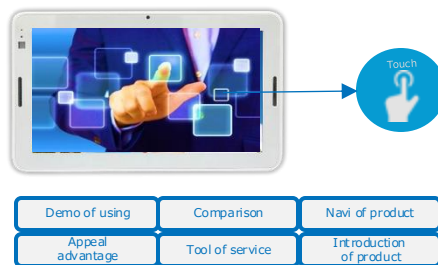 Touch
Demo of using
Comparison
Navi of product
Appeal
advantage
Tool of service
Introduction
of product